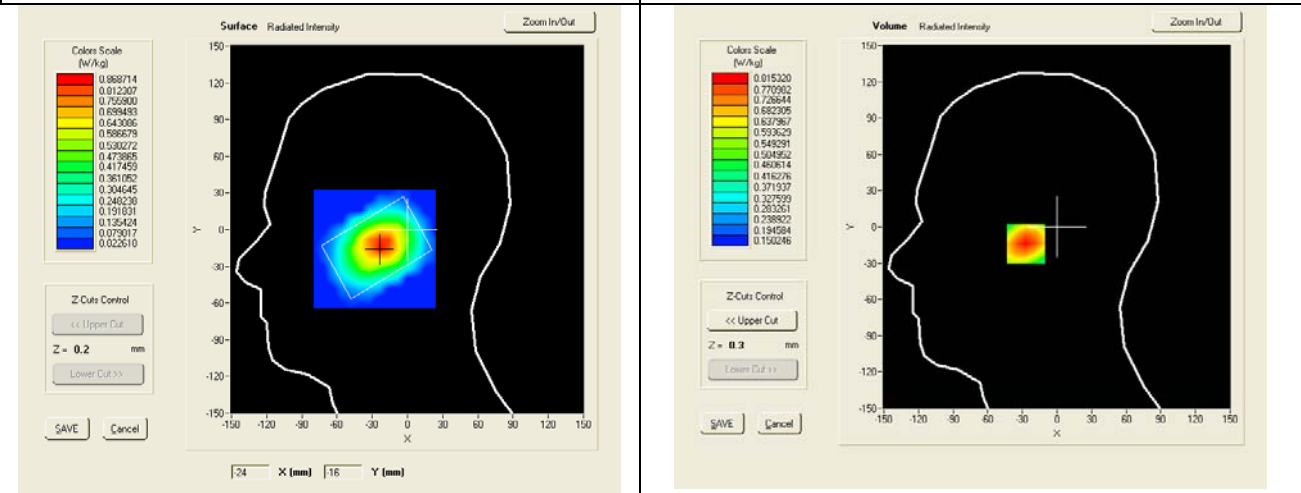 Surface Radiated Intensity
Zoom In/Out
Colors Scale
(W/kg)
0.868714
0.812307
0.755900
0.699493
0.643086
0.586679
0.530272
0.473865
0.417459
0.361052
0.304645
0.248238
0.191831
0.135424
0.079017
0.022610
150
120
90
60
30
0
-30
-60
-90
-120
-150
Y
-150 -120 -90 -60 -30 0 30 60 90 120 150
X
Z-Cuts Control
<< Upper Cut
Z = 0.2 mm
Lower Cut >>
SAVE Cancel
-24 X (mm) -16 Y (mm)
Volume Radiated Intensity
Zoom In/Out
Colors Scale
(W/kg)
0.815320
0.770982
0.726644
0.682305
0.637967
0.593629
0.549291
0.504952
0.460614
0.416276
0.371937
0.327599
0.283261
0.238922
0.194584
0.150246
150
120
90
60
30
0
-30
-60
-90
-120
-150
Y
-150 -120 -90 -60 -30 0 30 60 90 120 150
X
Z-Cuts Control
<< Upper Cut
Z = 0.3 mm
Lower Cut >>
SAVE Cancel